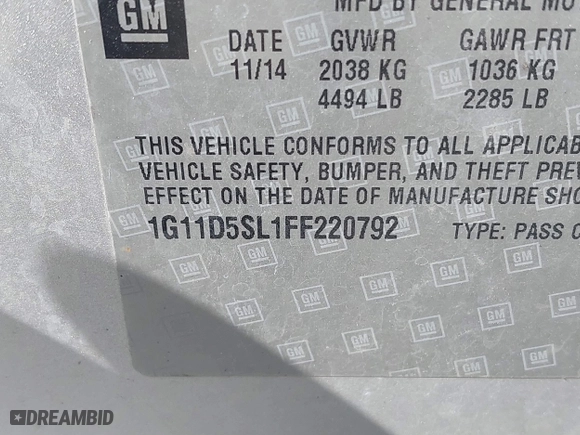 GM
MFD BY GENERAL MO
DATE GVWR GAWR FRT
11/14 2038 KG 1036 KG
4494 LB 2285 LB
THIS VEHICLE CONFORMS TO ALL APPLICAB
VEHICLE SAFETY, BUMPER, AND THEFT PREV
EFFECT ON THE DATE OF MANUFACTURE SHO
1G11D5SL1FF220792 TYPE: PASS C
DREAMBID